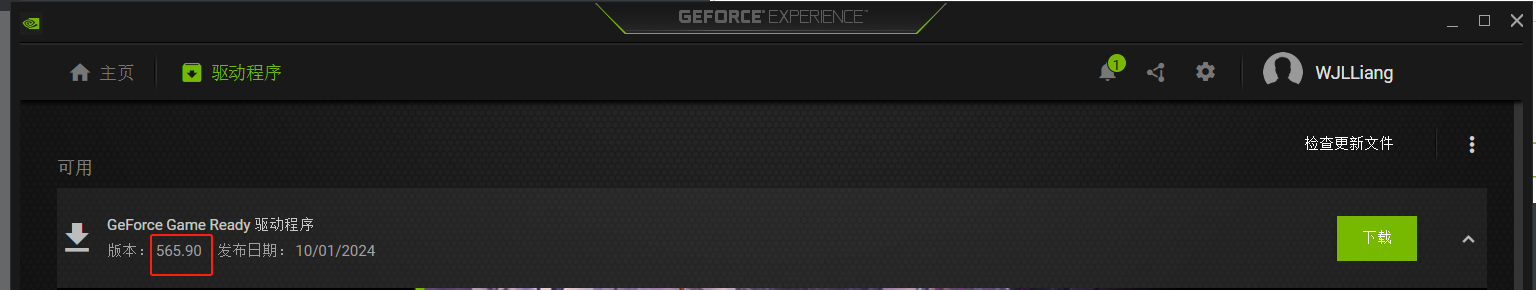 GEFORCE® EXPERIENCE™
主页 驱动程序 1 WJLLiang
检查更新文件
可用
GeForce Game Ready 驱动程序
版本： 565.90 发布日期： 10/01/2024
下载